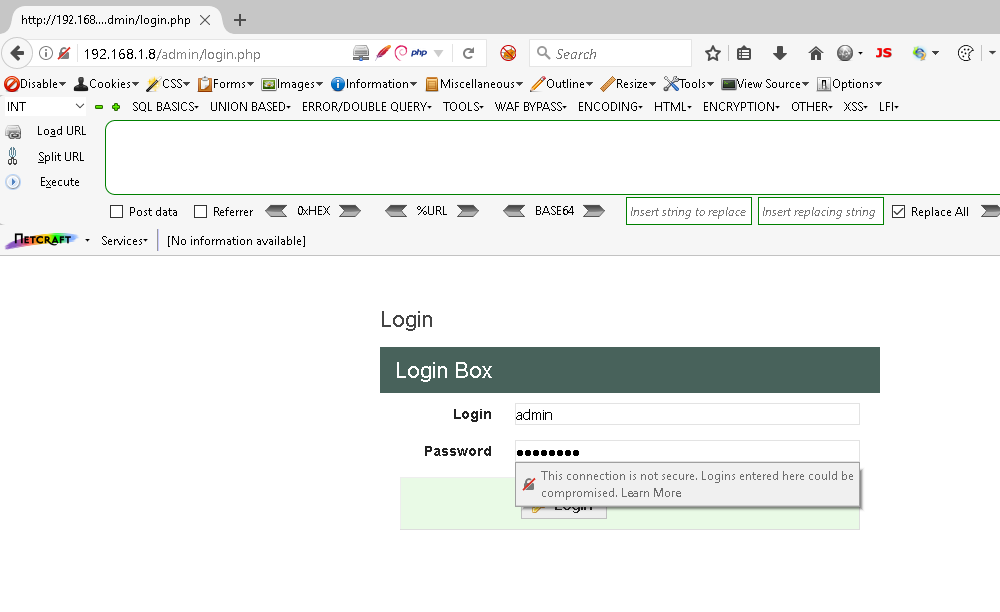 http://192.168....dmin/login.php
192.168.1.8/admin/login.php php Search JS
Disable Cookies CSS Forms Images Information Miscellaneous Outline Resize Tools View Source Options
INT SQL BASICS UNION BASED ERROR/DOUBLE QUERY TOOLS WAF BYPASS ENCODING HTML ENCRYPTION OTHER XSS LFI
Load URL
Split URL
Execute
Post data Referrer 0xHEX %URL BASE64 Insert string to replace Insert replacing string Replace All
NETCRAFT Services [No information available]
Login
Login Box
Login admin
Password ●●●●●●●●
This connection is not secure. Logins entered here could be
compromised. Learn More
Login